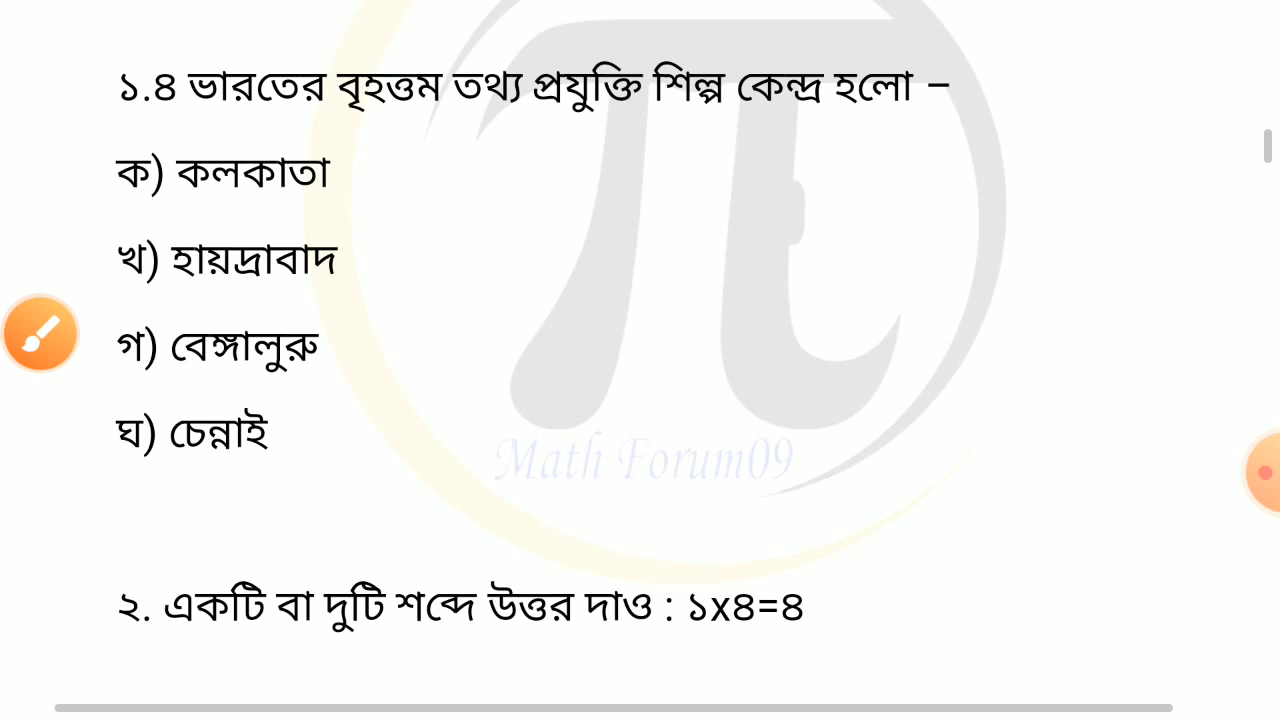 ১.৪ ভারতের বৃহত্তম তথ্য প্রযুক্তি শিল্প কেন্দ্র হলো –
ক) কলকাতা
খ) হায়দ্রাবাদ
গ) বেঙ্গালুরু
ঘ) চেন্নাই
Math Forum09
২. একটি বা দুটি শব্দে উত্তর দাও : ১x৪=৪